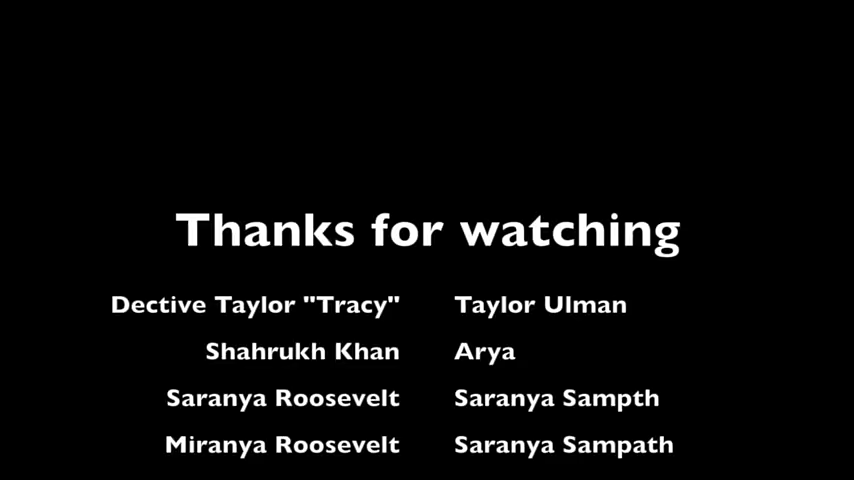 Thanks for watching
Dective Taylor "Tracy" Taylor Ulman
Shahrukh Khan Arya
Saranya Roosevelt Saranya Sampth
Miranya Roosevelt Saranya Sampath